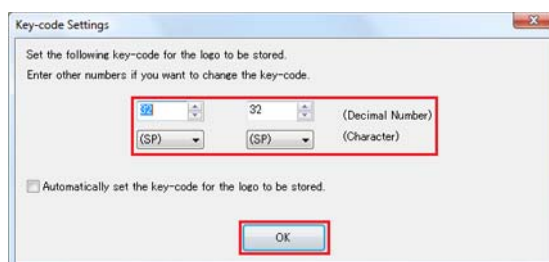 Key-code Settings
Set the following key-code for the logo to be stored.
Enter other numbers if you want to change the key-code.
32 32 (Decimal Number)
(SP) (SP) (Character)
Automatically set the key-code for the logo to be stored.
OK